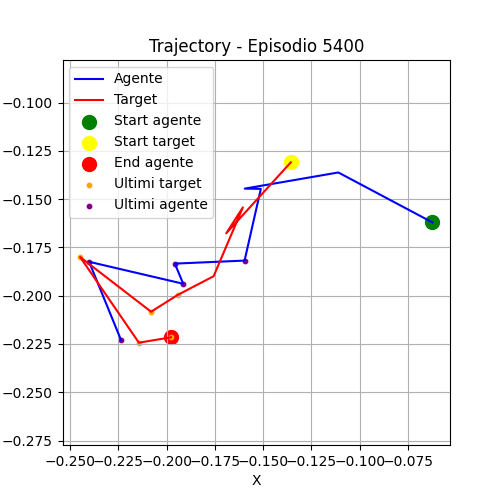 Trajectory - Episodio 5400
Agente
Target
Start agente
Start target
End agente
Ultimi target
Ultimi agente
−0.100
−0.125
−0.150
−0.175
−0.200
−0.225
−0.250
−0.275
−0.250−0.225−0.200−0.175−0.150−0.125−0.100−0.075
X